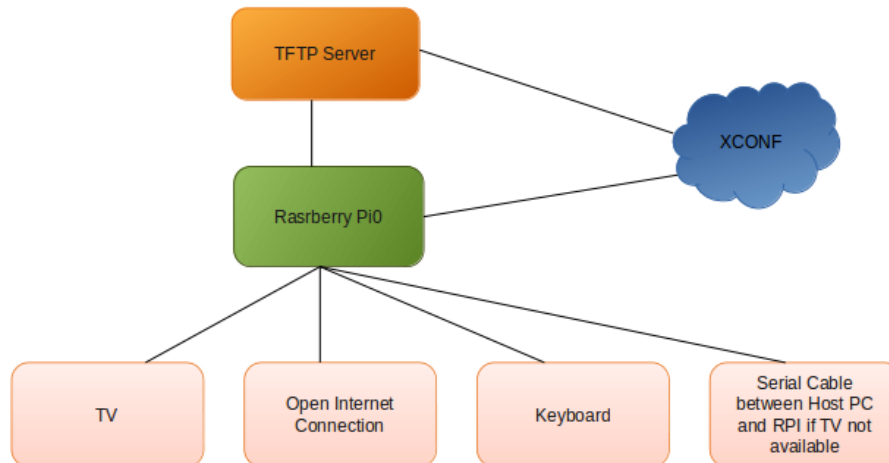 TFTP Server
XCONF
Rasrberry Pi0
TV
Open Internet
Connection
Keyboard
Serial Cable
between Host PC
and RPI if TV not
available